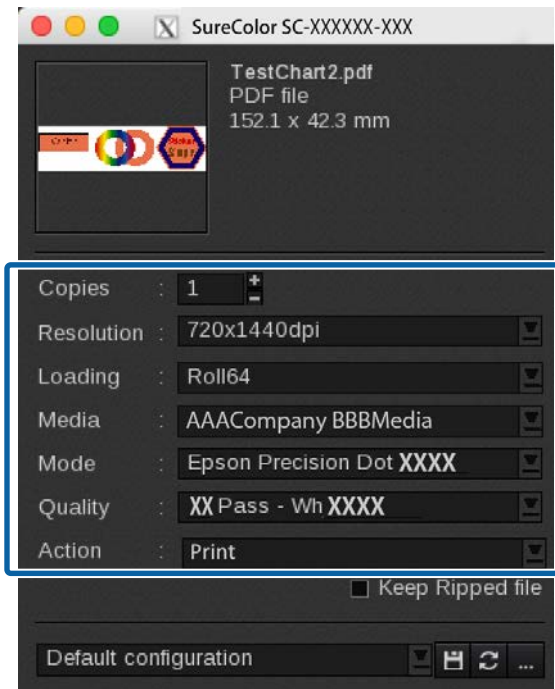 X SureColor SC-XXXXXX-XXX
TestChart2.pdf
PDF file
152.1 x 42.3 mm
Copies : 1 + -
Resolution : 720x1440dpi
Loading : Roll64
Media : AAACompany BBBMedia
Mode : Epson Precision Dot XXXX
Quality : XX Pass - Wh XXXX
Action : Print
Keep Ripped file
Default configuration ...